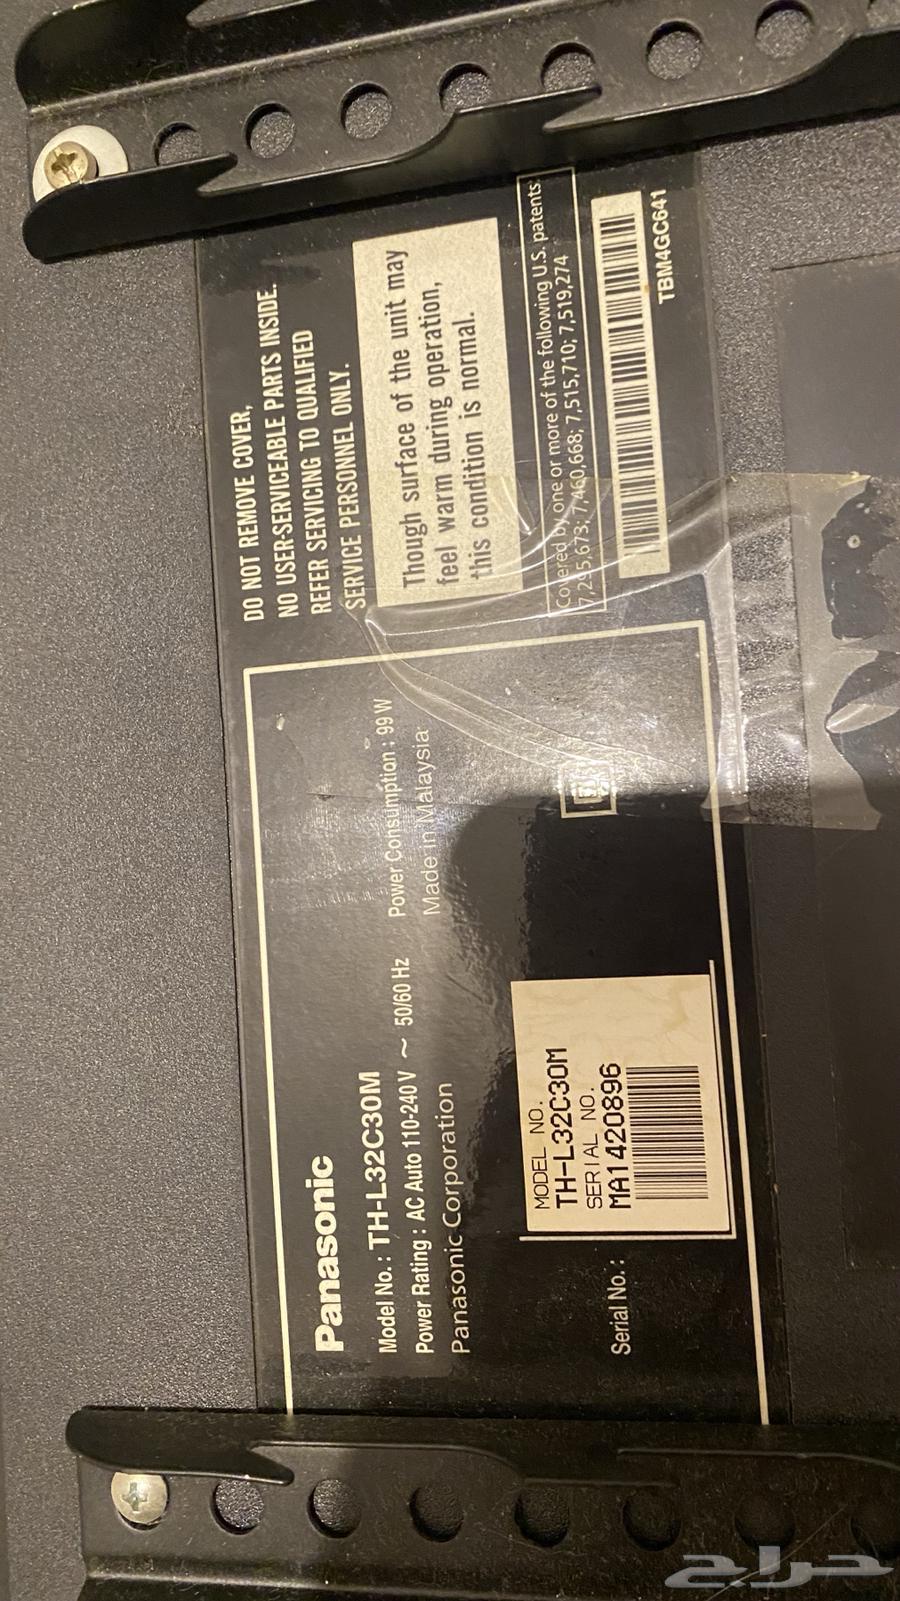 Panasonic
Model No. : TH-L32C30M
Power Rating : AC Auto 110-240 V ~ 50/60 Hz Power Consumption : 99 W
Panasonic Corporation Made in Malaysia
MODEL NO.
TH-L32C30M
SERIAL NO.
MA1420896
Serial No. :
DO NOT REMOVE COVER,
NO USER-SERVICEABLE PARTS INSIDE.
REFER SERVICING TO QUALIFIED
SERVICE PERSONNEL ONLY.
Though surface of the unit may
feel warm during operation,
this condition is normal.
Covered by one or more of the following U.S. patents:
7,295,673; 7,460,668; 7,515,710; 7,519,274
TBM4GC641
حراج